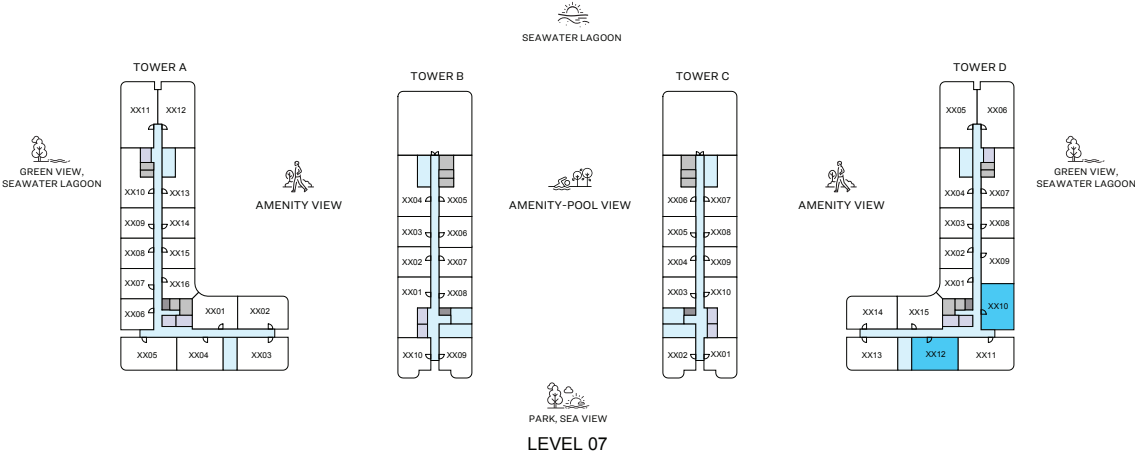 SEAWATER LAGOON
TOWER A
TOWER B
TOWER C
TOWER D
XX11
XX12
XX10
XX13
XX09
XX14
XX08
XX15
XX07
XX16
XX06
XX01
XX02
XX05
XX04
XX03
GREEN VIEW,
SEAWATER LAGOON
AMENITY VIEW
XX04
XX05
XX03
XX06
XX02
XX07
XX01
XX08
XX10
XX09
AMENITY-POOL VIEW
XX06
XX07
XX05
XX08
XX04
XX09
XX03
XX10
XX02
XX01
AMENITY VIEW
XX05
XX06
XX04
XX07
XX03
XX08
XX02
XX09
XX01
XX10
XX14
XX15
XX13
XX12
XX11
GREEN VIEW,
SEAWATER LAGOON
PARK, SEA VIEW
LEVEL 07